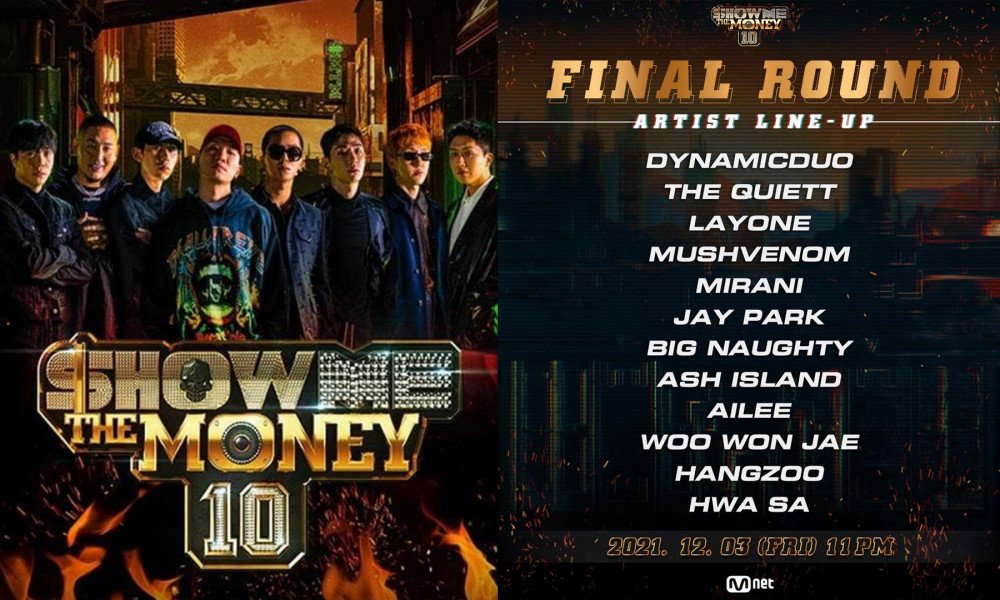 $HOW ME
THE MONEY
10
$HOW ME
THE MONEY
10
FINAL ROUND
ARTIST LINE-UP
DYNAMICDUO
THE QUIETT
LAYONE
MUSHVENOM
MIRANI
JAY PARK
BIG NAUGHTY
ASH ISLAND
AILEE
WOO WON JAE
HANGZOO
HWA SA
2021. 12. 03 (FRI) 11PM
Mnet